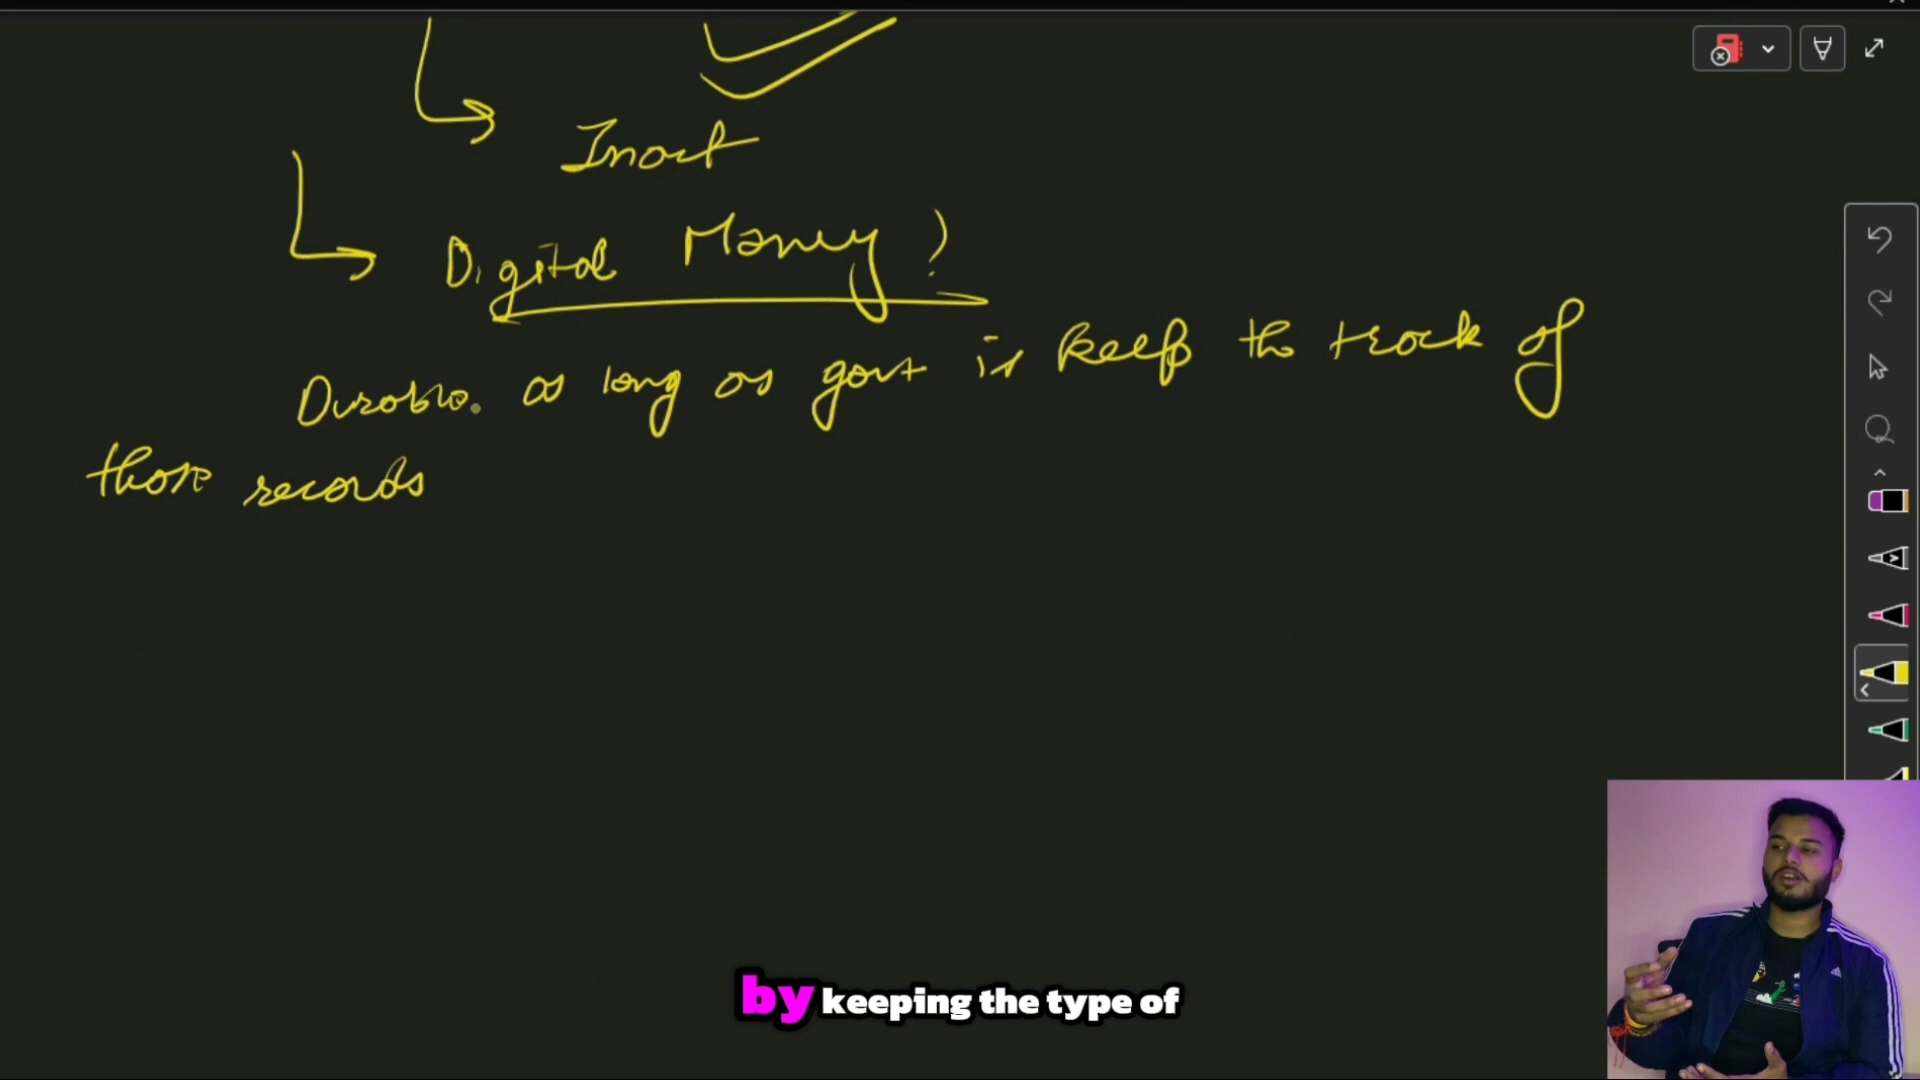 Inert
Digital Money?
Durable. as long as govt is keep the track of
those records
by keeping the type of